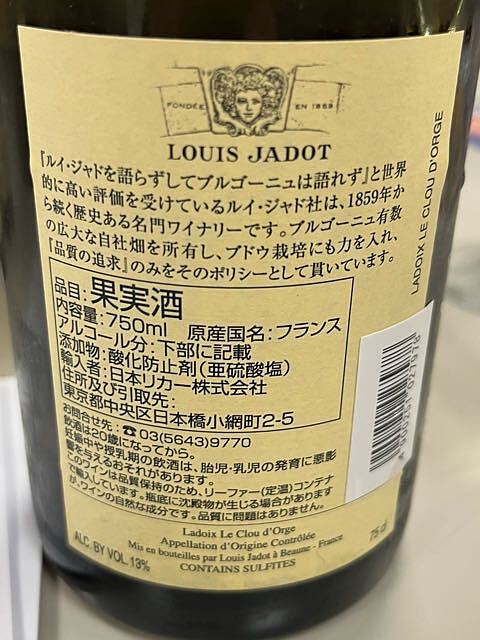 FONDÉE EN 1859
LOUIS JADOT
『ルイ・ジャドを語らずしてブルゴーニュは語れず』と世界
的に高い評価を受けているルイ・ジャド社は、1859年か
ら続く歴史ある名門ワイナリーです。ブルゴーニュ有数
の広大な自社畑を所有し、ブドウ栽培にも力を入れ、
『品質の追求』のみをそのポリシーとして貫いています。
品目:果実酒
内容量:750ml 原産国名:フランス
アルコール分:下部に記載
添加物:酸化防止剤(亜硫酸塩)
輸入者:日本リカー株式会社
住所及び引取先:
東京都中央区日本橋小網町2-5
お問合せ先:☎03(5643)9770
飲酒は20歳になってから。
妊娠中や授乳期の飲酒は、胎児・乳児の発育に悪影
響を与えるおそれがあります。
このワインは品質保持のため、リーファー(定温)コンテナ
で輸入しています。瓶底に沈殿物が生じる場合があります
が、ワインの自然な成分です。品質に問題はありません。
Ladoix Le Clou d'Orge
Appellation d'Origine Contrôlée
Mis en bouteilles par Louis Jadot à Beaune - France
CONTAINS SULFITES
ALC. BY VOL. 13%
75 cl
LADOIX LE CLOU D'ORGE